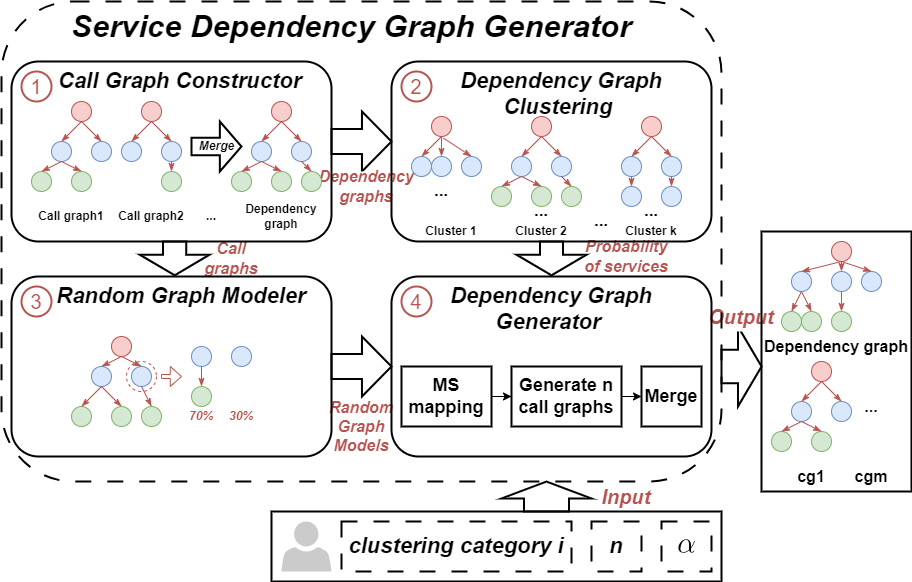 Service Dependency Graph Generator
1
Call Graph Constructor
Merge
Call graph1
Call graph2
...
Dependency
graph
Dependency
graphs
2
Dependency Graph
Clustering
...
...
...
...
Cluster 1
Cluster 2
Cluster k
Call
graphs
Probability
of services
3
Random Graph Modeler
70%
30%
Random
Graph
Models
4
Dependency Graph
Generator
MS
mapping
Generate n
call graphs
Merge
Output
Dependency graph
...
cg1
cgm
Input
clustering category i
n
α